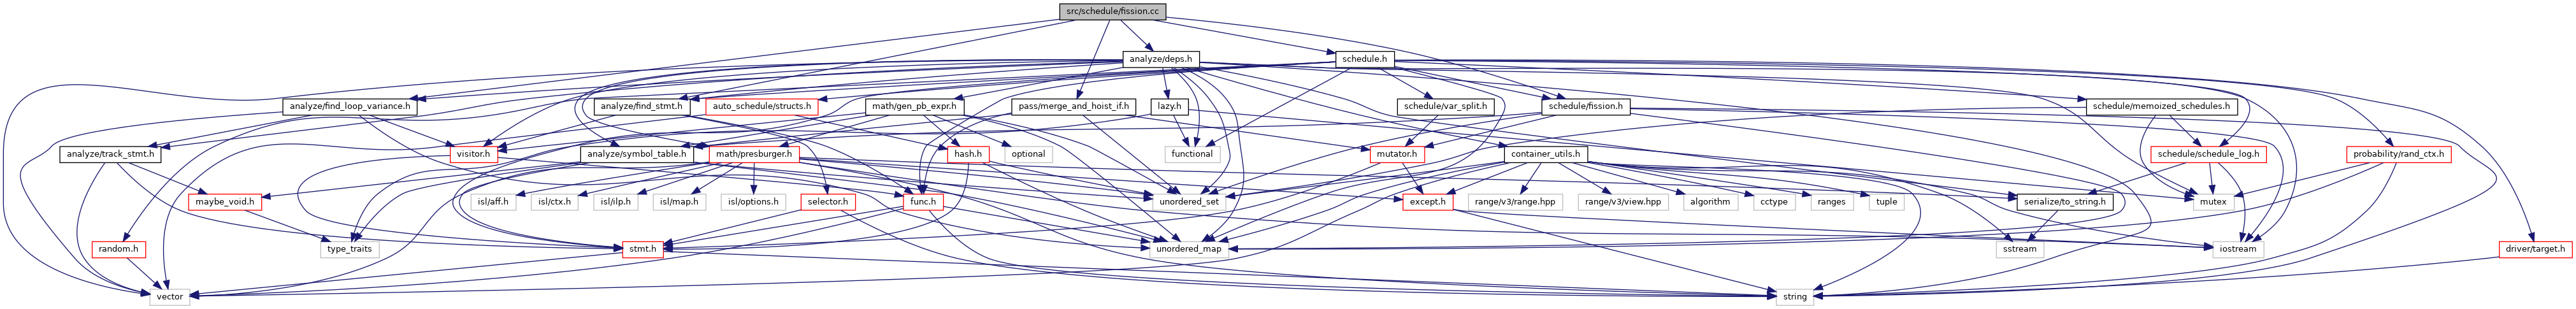 src/schedule/fission.cc
analyze/deps.h
schedule.h
analyze/find_loop_variance.h
analyze/find_stmt.h
auto_schedule/structs.h
math/gen_pb_expr.h
pass/merge_and_hoist_if.h
lazy.h
schedule/var_split.h
schedule/fission.h
schedule/memoized_schedules.h
analyze/track_stmt.h
visitor.h
analyze/symbol_table.h
math/presburger.h
hash.h
optional
functional
mutator.h
container_utils.h
schedule/schedule_log.h
probability/rand_ctx.h
maybe_void.h
isl/aff.h
isl/ctx.h
isl/ilp.h
isl/map.h
isl/options.h
selector.h
func.h
unordered_set
except.h
range/v3/range.hpp
range/v3/view.hpp
algorithm
cctype
ranges
tuple
serialize/to_string.h
mutex
random.h
type_traits
stmt.h
unordered_map
sstream
iostream
driver/target.h
vector
string